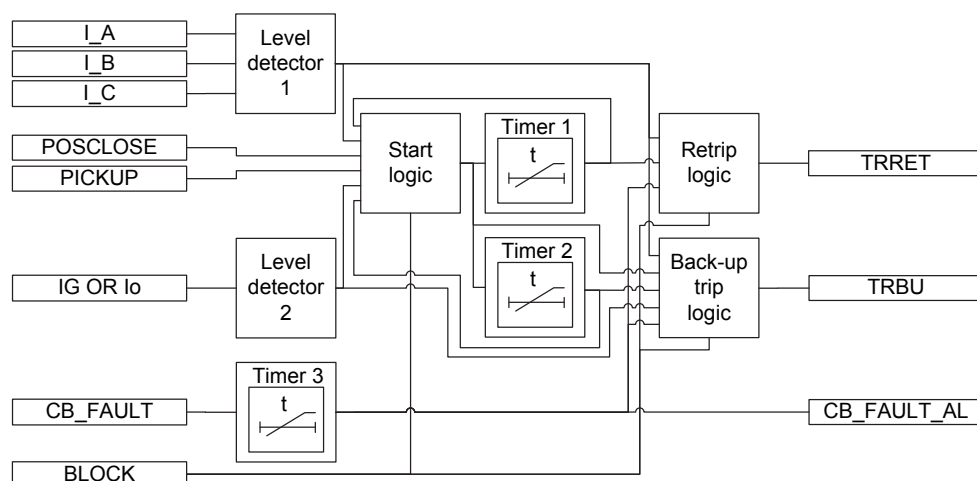 I_A
I_B
I_C
Level
detector
1
POSCLOSE
PICKUP
Start
logic
Timer 1
t
Retrip
logic
TRRET
IG OR Io
Level
detector
2
Timer 2
t
Back-up
trip
logic
TRBU
CB_FAULT
Timer 3
t
CB_FAULT_AL
BLOCK